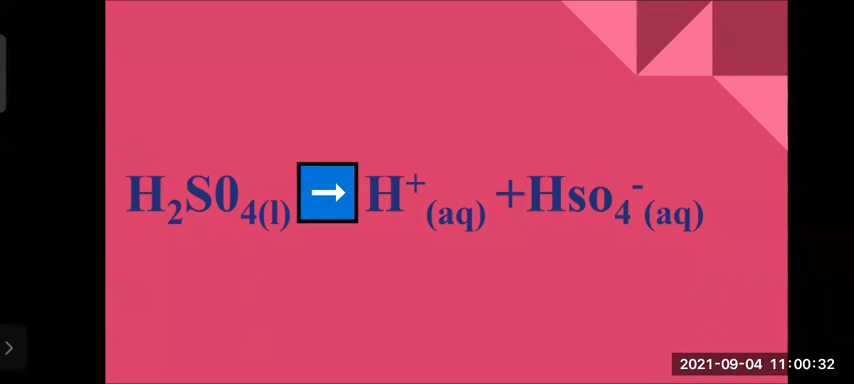 H₂S0₄₍ₗ₎ → H⁺₍aq₎ +Hso₄⁻₍aq₎
2021-09-04 11:00:32